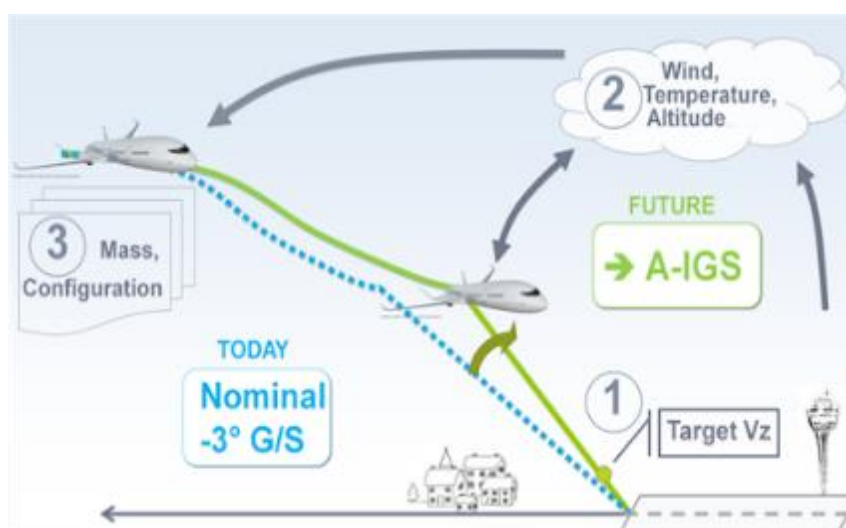 2
Wind,
Temperature,
Altitude
3
Mass,
Configuration
FUTURE
➔ A-IGS
TODAY
Nominal
-3° G/S
1
Target Vz